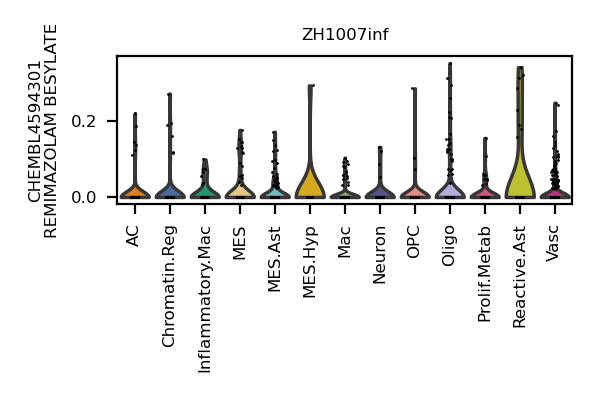 ZH1007inf
CHEMBL4594301
REMIMAZOLAM BESYLATE
0.2
0.0
AC
Chromatin.Reg
Inflammatory.Mac
MES
MES.Ast
MES.Hyp
Mac
Neuron
OPC
Oligo
Prolif.Metab
Reactive.Ast
Vasc